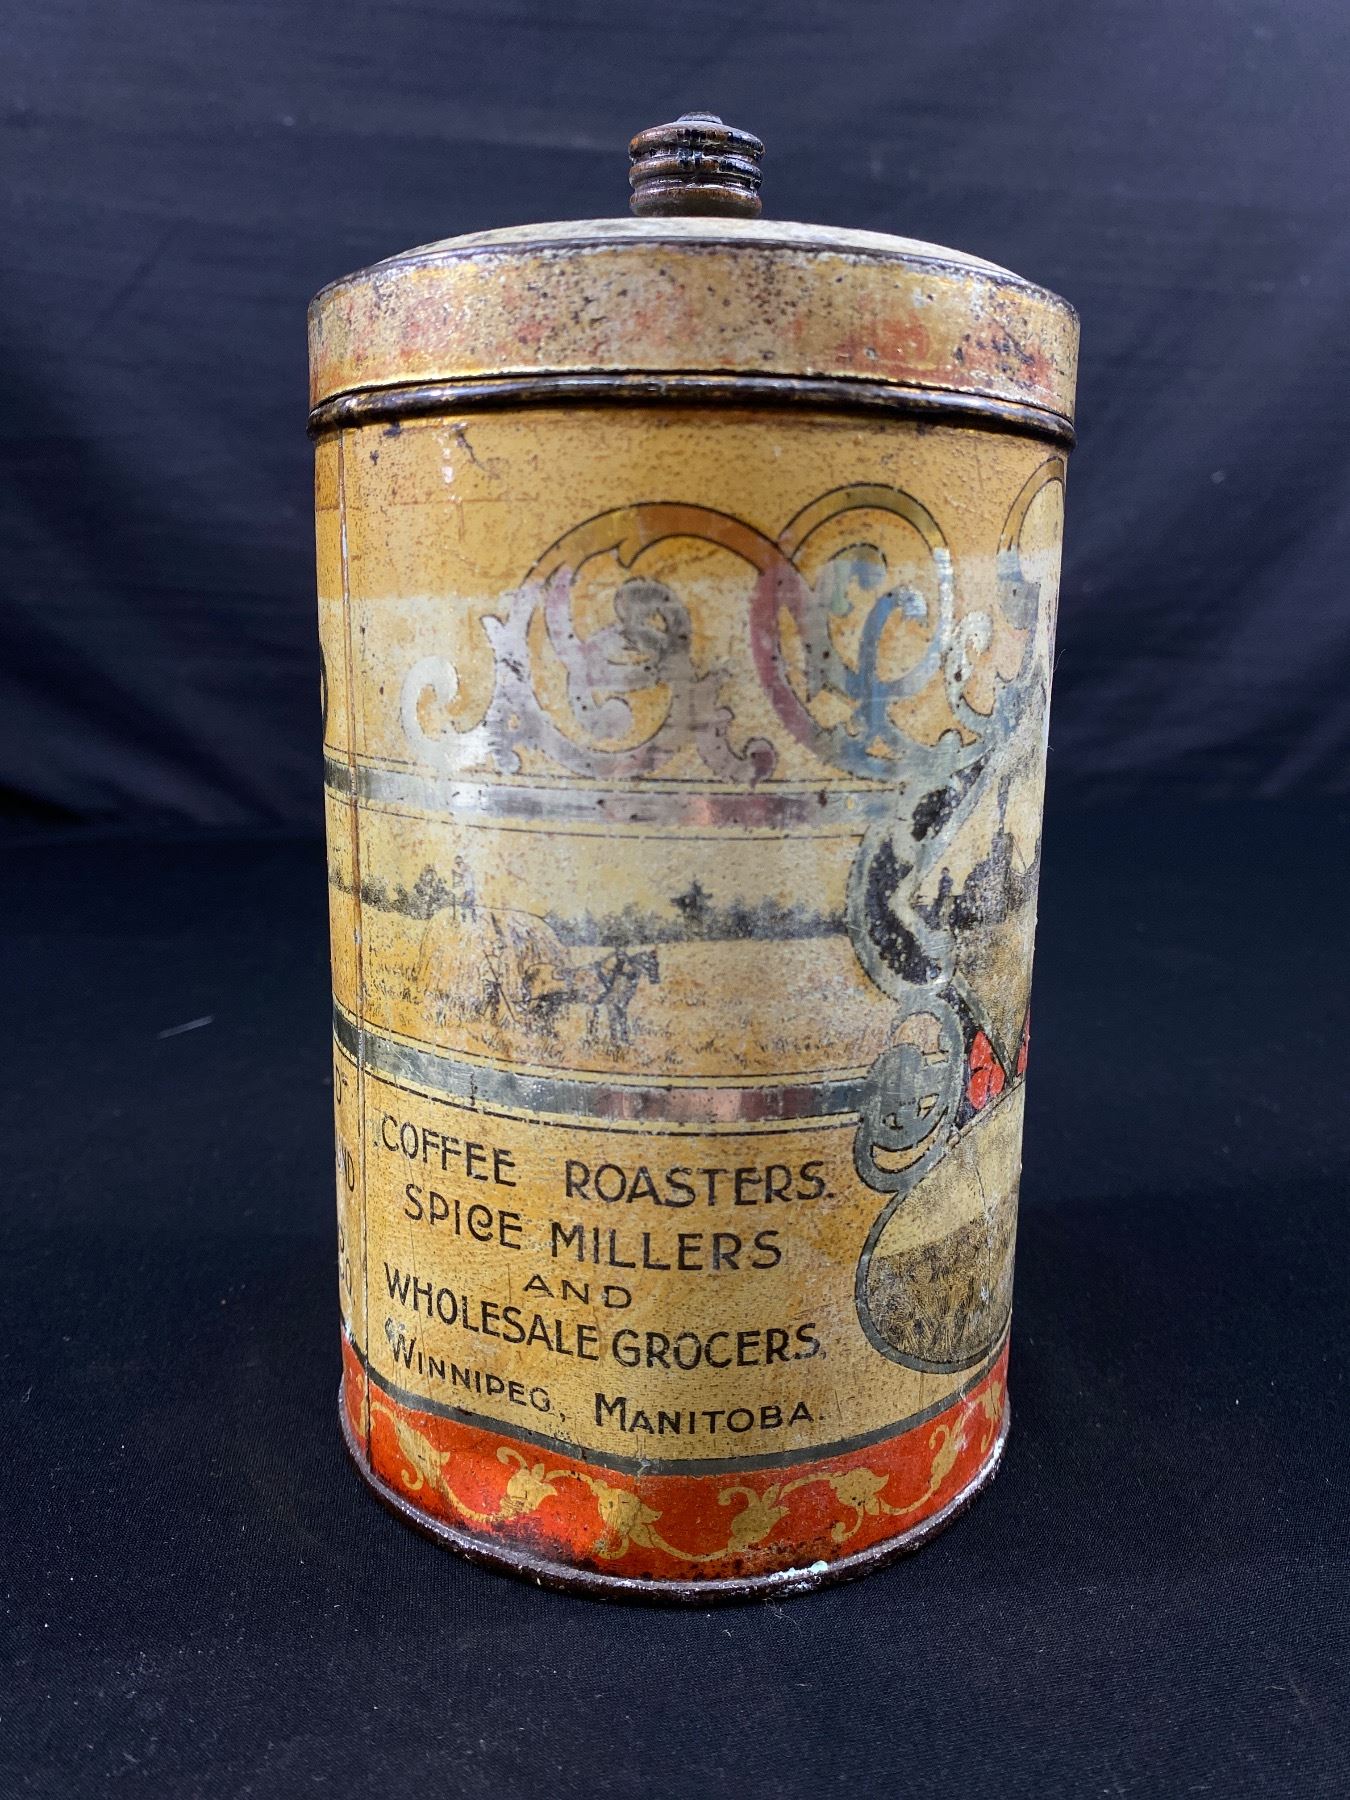 COFFEE ROASTERS.
SPICE MILLERS
AND
WHOLESALE GROCERS,
WINNIPEG, MANITOBA.